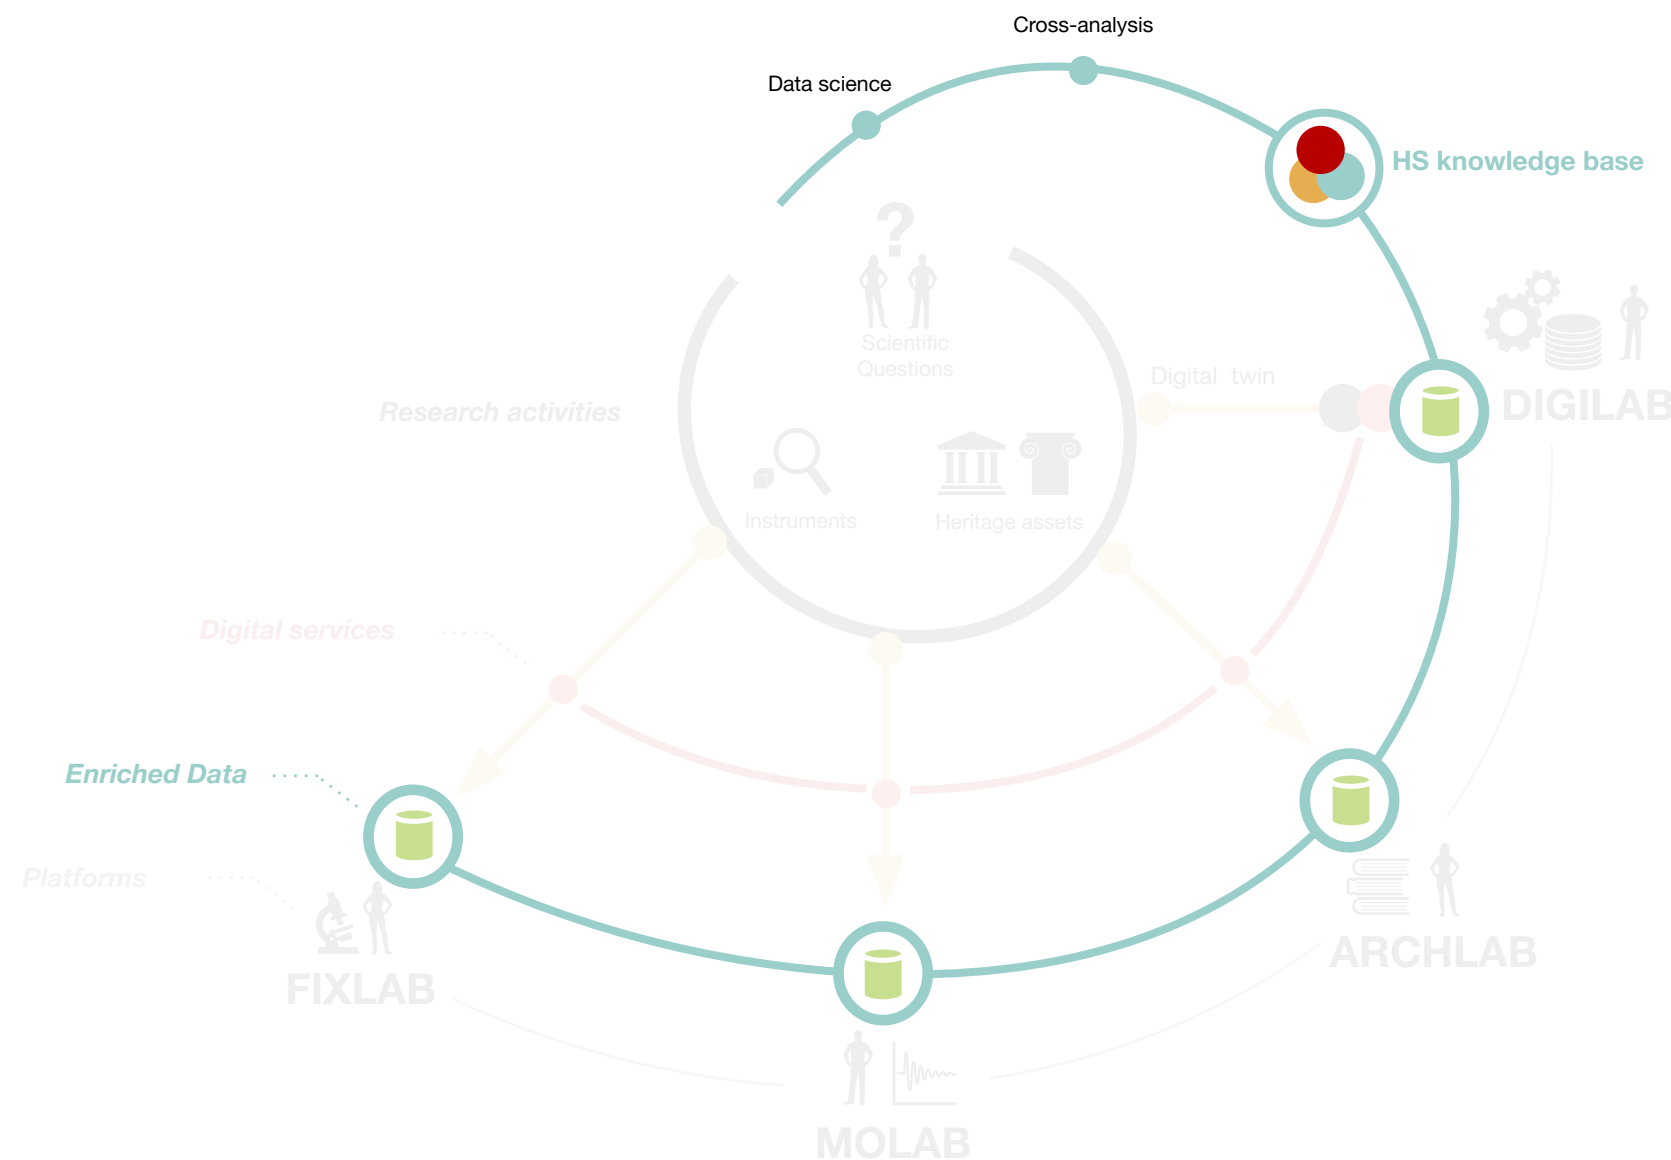 Cross-analysis
Data science
HS knowledge base
?
Scientific
Questions
Digital twin
DIGILAB
Research activities
Instruments
Heritage assets
Digital services
Enriched Data
Platforms
FIXLAB
ARCHLAB
MOLAB